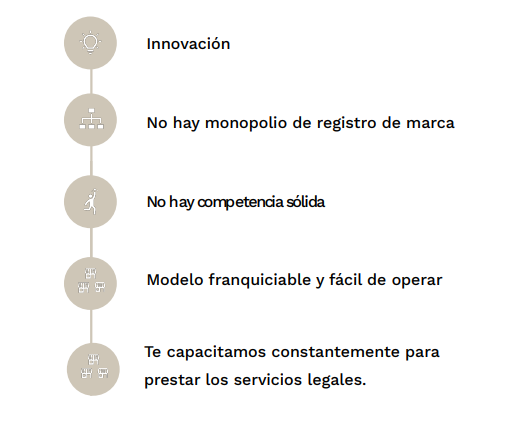 Innovación
No hay monopolio de registro de marca
No hay competencia sólida
Modelo franquiciable y fácil de operar
Te capacitamos constantemente para
prestar los servicios legales.